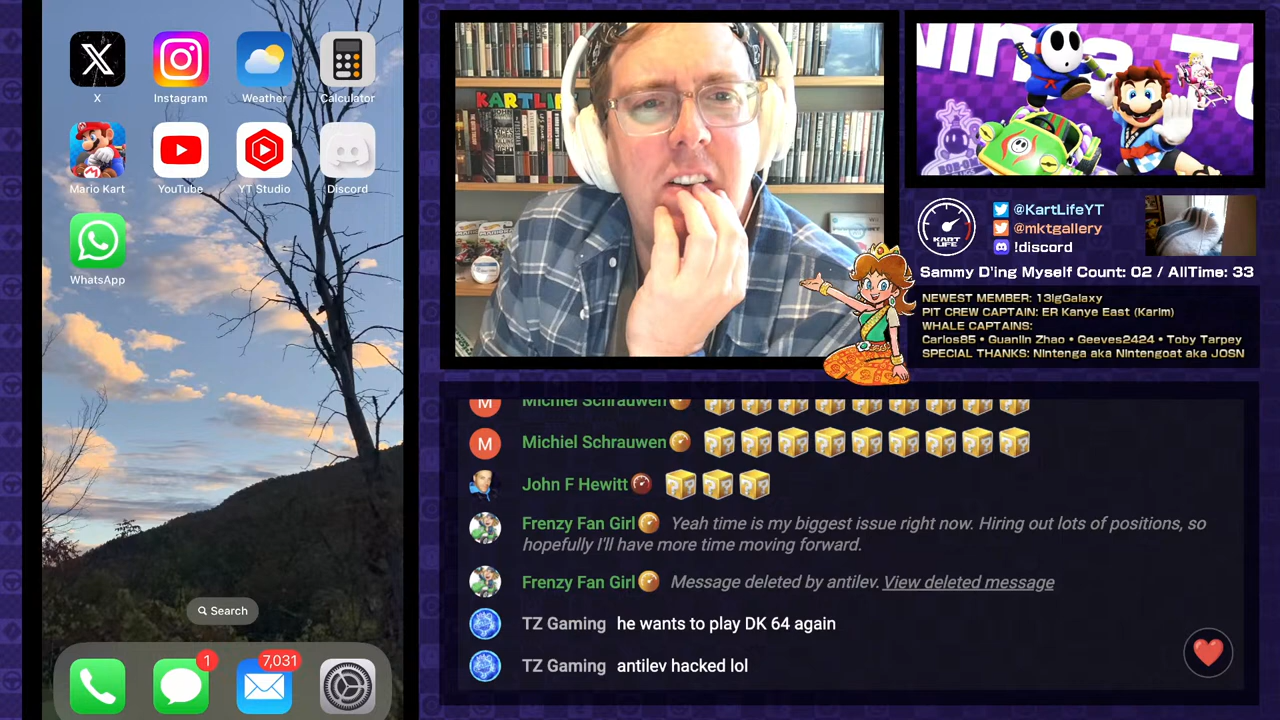 X
Instagram
Weather
Calculator
Mario Kart
YouTube
YT Studio
Discord
WhatsApp
Search
1
7,031
KARTLIF
KART
LIFE
@KartLifeYT
@mktgallery
!discord
Sammy D'ing Myself Count: 02 / AllTime: 33
NEWEST MEMBER: 13lgGalaxy
PIT CREW CAPTAIN: ER Kanye East (Karim)
WHALE CAPTAINS:
Carlos85 • Guanlin Zhao • Geeves2424 • Toby Tarpey
SPECIAL THANKS: Nintenga aka Nintengoat aka JOSN
Michiel Schrauwen
M Michiel Schrauwen
John F Hewitt
Frenzy Fan Girl Yeah time is my biggest issue right now. Hiring out lots of positions, so
hopefully I'll have more time moving forward.
Frenzy Fan Girl Message deleted by antilev. View deleted message
TZ Gaming he wants to play DK 64 again
TZ Gaming antilev hacked lol